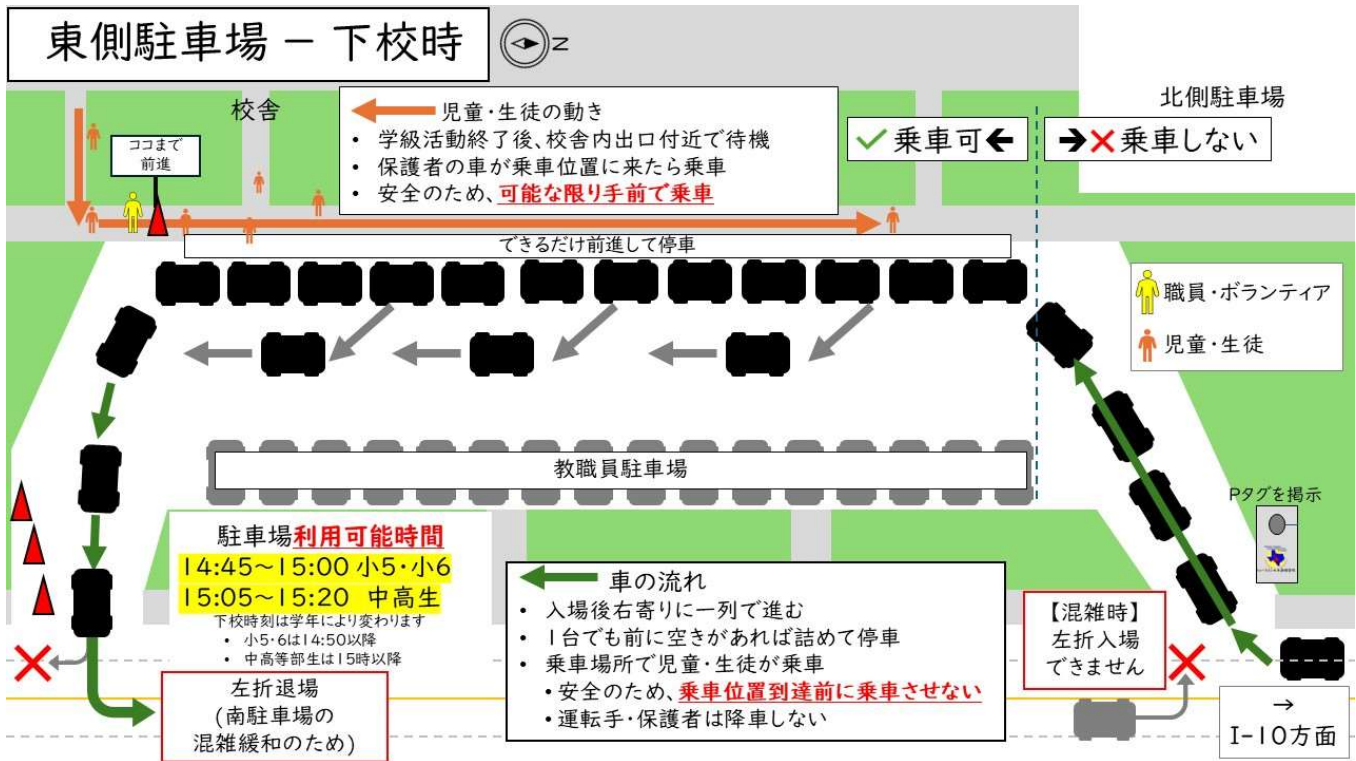 東側駐車場 － 下校時
N
校舎
ココまで
前進
児童・生徒の動き
• 学級活動終了後、校舎内出口付近で待機
• 保護者の車が乗車位置に来たら乗車
• 安全のため、可能な限り手前で乗車
北側駐車場
✓乗車可←
→×乗車しない
できるだけ前進して停車
職員・ボランティア
児童・生徒
教職員駐車場
Pタグを掲示
駐車場利用可能時間
14:45～15:00 小5・小6
15:05～15:20 中高生
下校時刻は学年により変わります
• 小5・6は14:50以降
• 中高等部生は15時以降
車の流れ
• 入場後右寄りに一列で進む
• 1台でも前に空きがあれば詰めて停車
• 乗車場所で児童・生徒が乗車
• 安全のため、乗車位置到達前に乗車させない
• 運転手・保護者は降車しない
【混雑時】
左折入場
できません
左折退場
(南駐車場の
混雑緩和のため)
→
I-10方面